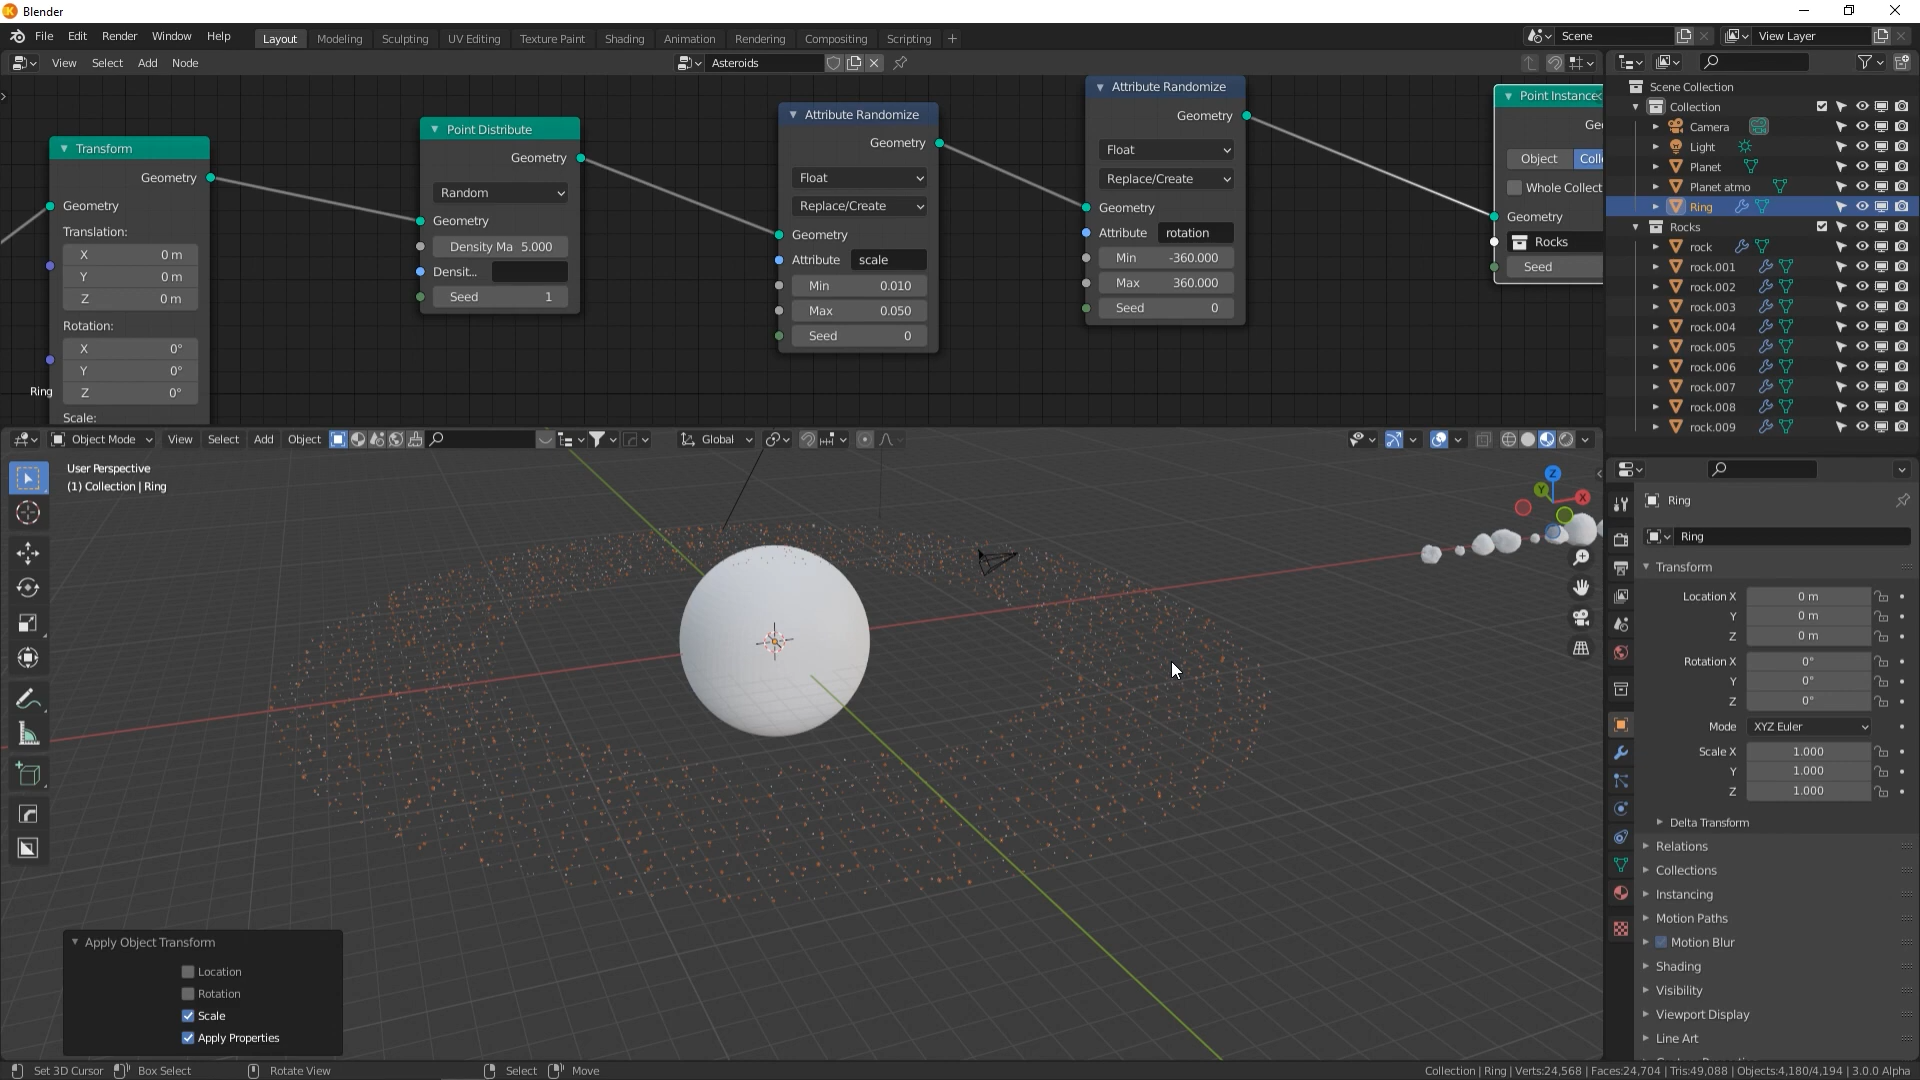 Blender
File Edit Render Window Help Layout Modeling Sculpting UV Editing Texture Paint Shading Animation Rendering Compositing Scripting + Scene View Layer
View Select Add Node Asteroids
Transform
Geometry
Geometry
Translation:
X 0 m
Y 0 m
Z 0 m
Rotation:
X 0°
Y 0°
Z 0°
Scale:
Ring
Point Distribute
Geometry
Random
Geometry
Density Ma 5.000
Densit...
Seed 1
Attribute Randomize
Geometry
Float
Replace/Create
Geometry
Attribute scale
Min 0.010
Max 0.050
Seed 0
Attribute Randomize
Geometry
Float
Replace/Create
Geometry
Attribute rotation
Min -360.000
Max 360.000
Seed 0
Point Instance
Geo
Object Colle
Whole Collect
Geometry
Rocks
Seed
Scene Collection
Collection
Camera
Light
Planet
Planet atmo
Ring
Rocks
rock
rock.001
rock.002
rock.003
rock.004
rock.005
rock.006
rock.007
rock.008
rock.009
Object Mode View Select Add Object Global
User Perspective
(1) Collection | Ring
Z
Y
X
Apply Object Transform
Location
Rotation
Scale
Apply Properties
Ring
Ring
Transform
Location X 0 m
Y 0 m
Z 0 m
Rotation X 0°
Y 0°
Z 0°
Mode XYZ Euler
Scale X 1.000
Y 1.000
Z 1.000
Delta Transform
Relations
Collections
Instancing
Motion Paths
Motion Blur
Shading
Visibility
Viewport Display
Line Art
Set 3D Cursor Box Select Rotate View Select Move Collection | Ring | Verts:24,568 | Faces:24,704 | Tris:49,088 | Objects:4,180/4,194 | 3.0.0 Alpha